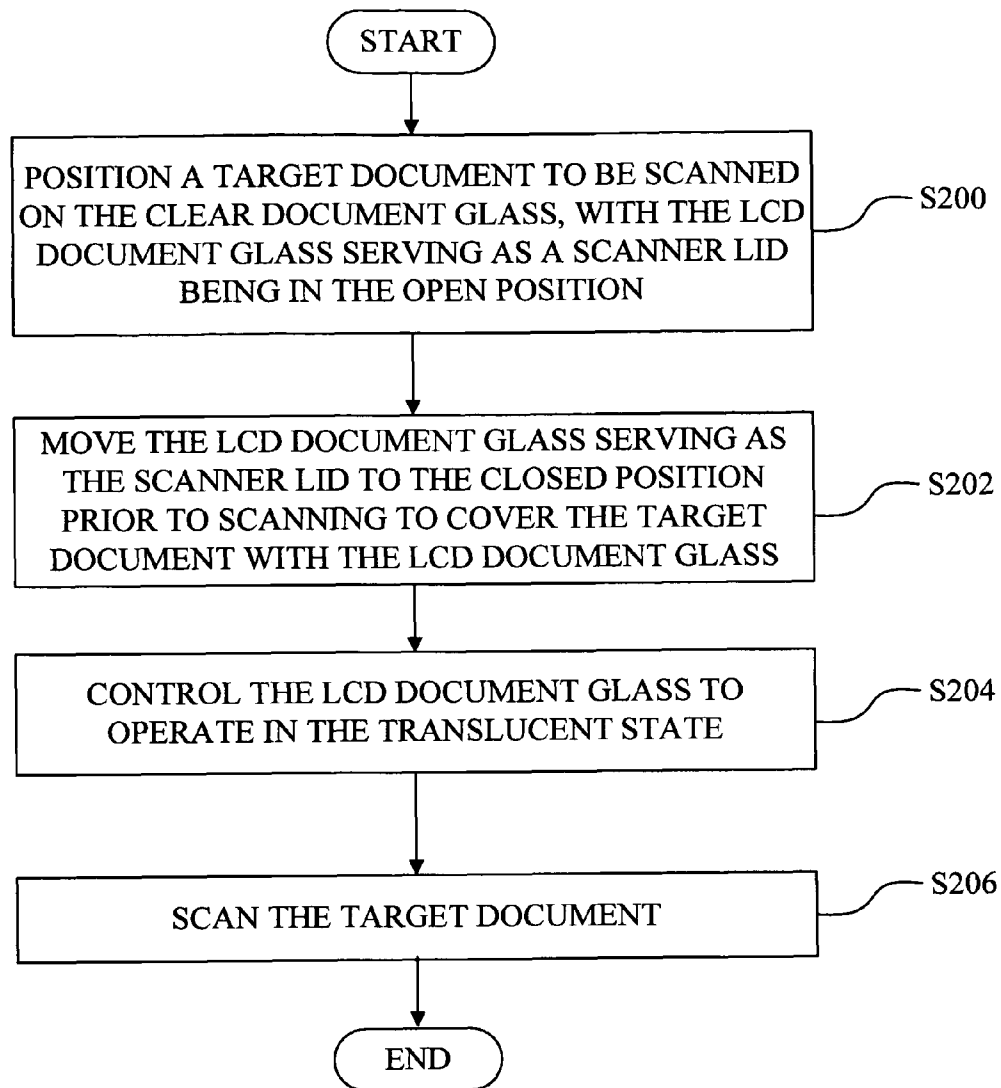 START
POSITION A TARGET DOCUMENT TO BE SCANNED
ON THE CLEAR DOCUMENT GLASS, WITH THE LCD
DOCUMENT GLASS SERVING AS A SCANNER LID
BEING IN THE OPEN POSITION
S200
MOVE THE LCD DOCUMENT GLASS SERVING AS
THE SCANNER LID TO THE CLOSED POSITION
PRIOR TO SCANNING TO COVER THE TARGET
DOCUMENT WITH THE LCD DOCUMENT GLASS.
S202
CONTROL THE LCD DOCUMENT GLASS TO
OPERATE IN THE TRANSLUCENT STATE
S204
SCAN THE TARGET DOCUMENT
S206
END